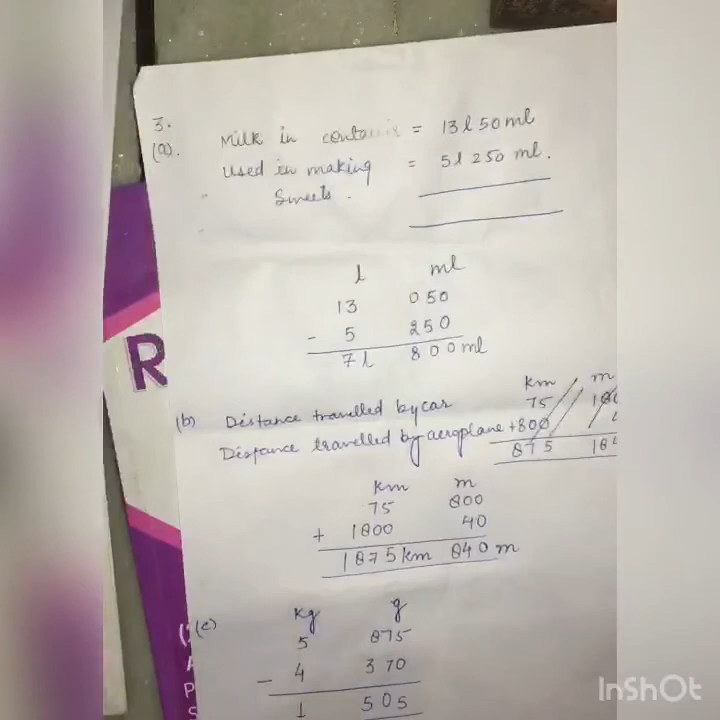 3.
(a). Milk in contains = 13 l 50 ml
Used in making = 5 l 250 ml.
Sweets.
l ml
13 050
- 5 250
7 l 800 ml
km m
(b) Distance travelled by car 75
Distance travelled by aeroplane +800
875
km m
75 800
+ 1800 40
1875 km 840 m
(c) Kg g
5 875
- 4 370
1 505
R
InShOt